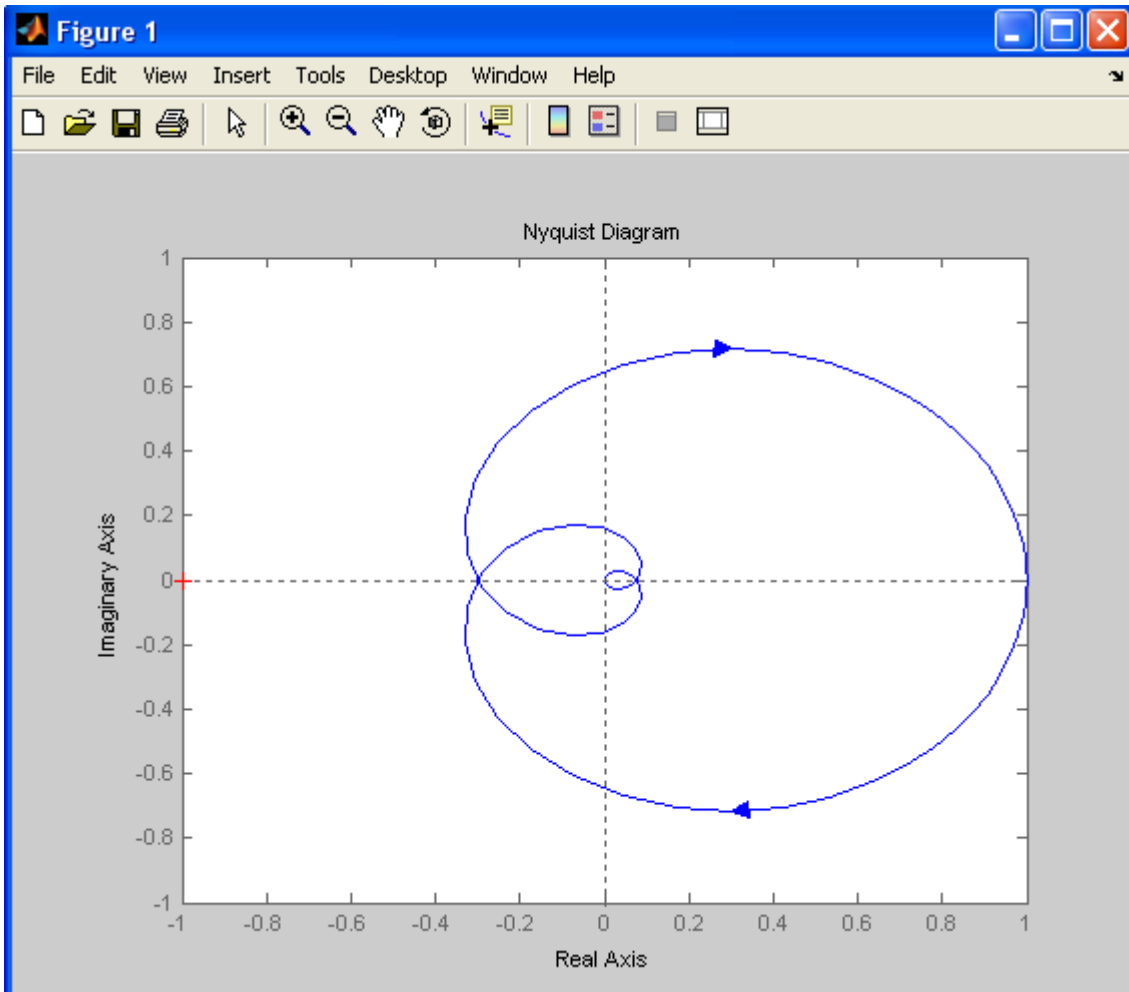 Figure 1
File Edit View Insert Tools Desktop Window Help
Nyquist Diagram
1
0.8
0.6
0.4
0.2
0
-0.2
-0.4
-0.6
-0.8
-1
Imaginary Axis
-1 -0.8 -0.6 -0.4 -0.2 0 0.2 0.4 0.6 0.8 1
Real Axis